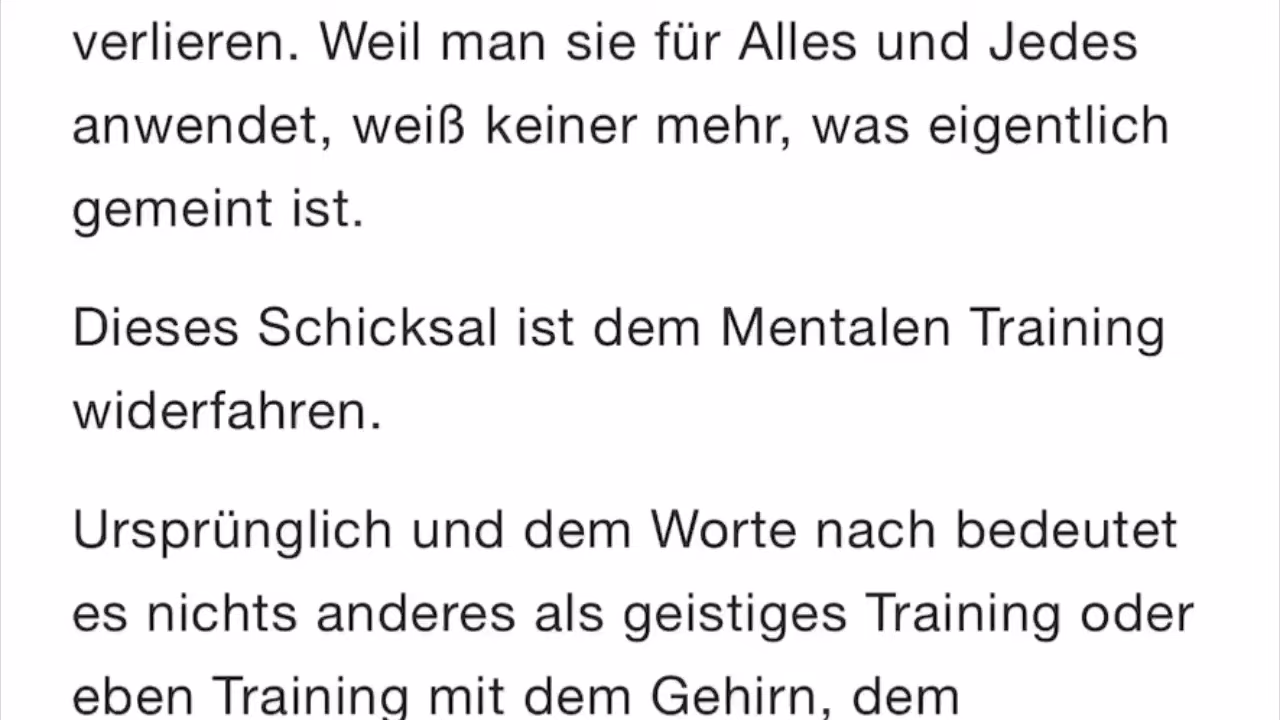 verlieren. Weil man sie für Alles und Jedes
anwendet, weiß keiner mehr, was eigentlich
gemeint ist.
Dieses Schicksal ist dem Mentalen Training
widerfahren.
Ursprünglich und dem Worte nach bedeutet
es nichts anderes als geistiges Training oder
eben Training mit dem Gehirn, dem